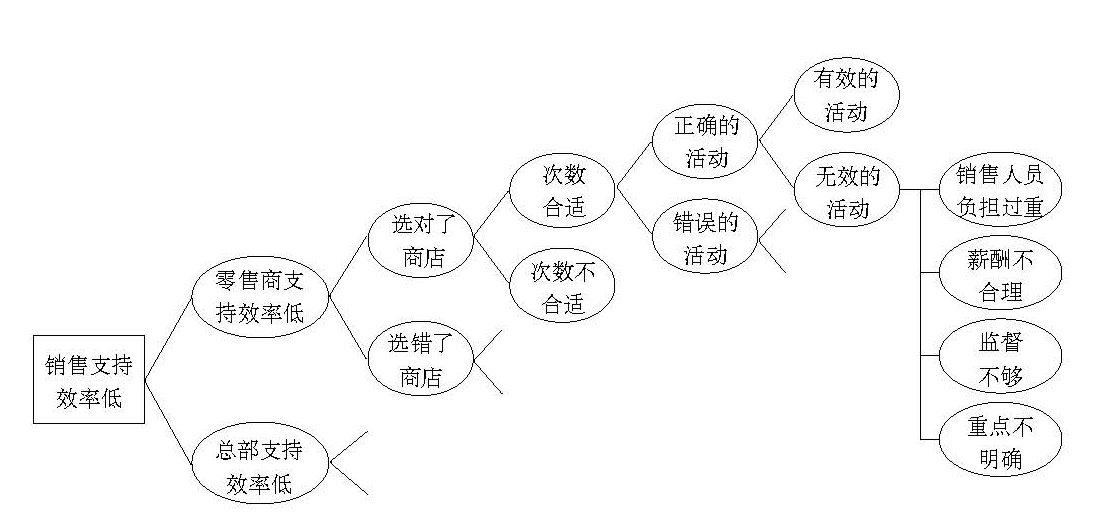 销售支持
效率低
零售商支
持效率低
总部支持
效率低
选对了
商店
选错了
商店
次数
合适
次数不
合适
正确的
活动
错误的
活动
有效的
活动
无效的
活动
销售人员
负担过重
薪酬不
合理
监督
不够
重点不
明确